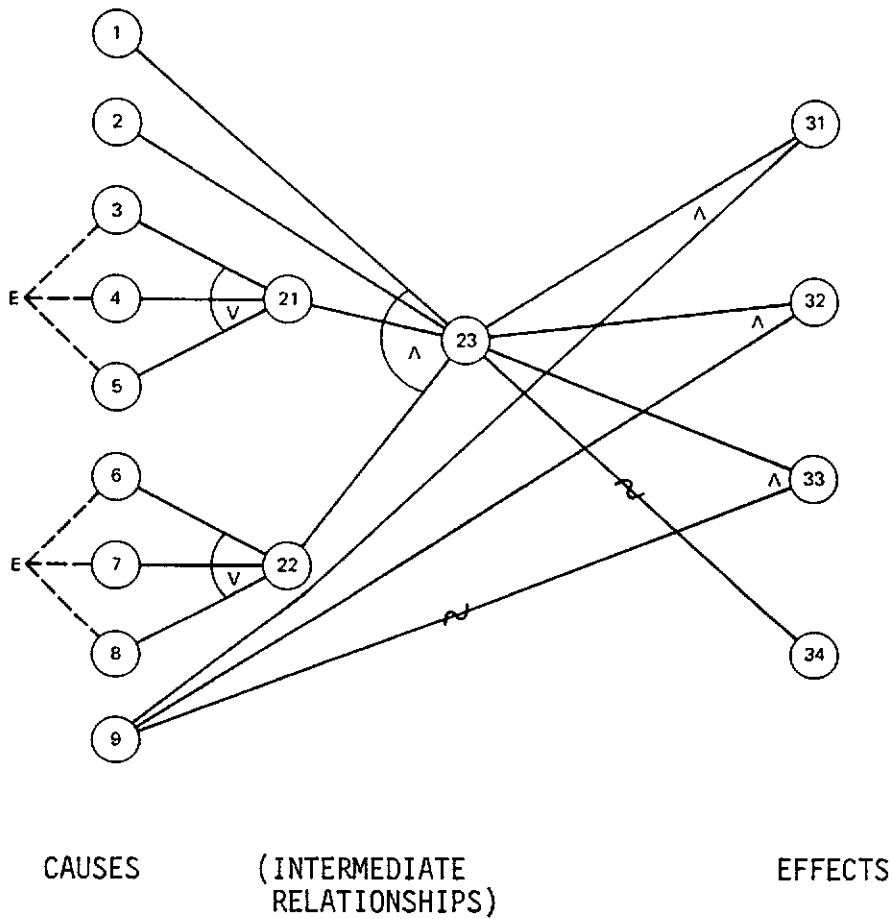 1
2
31
3
E 4 V 21
32
Λ
Λ
23
Λ
5
6
33
Λ
E 7 V 22
8
34
9
CAUSES (INTERMEDIATE EFFECTS
RELATIONSHIPS)